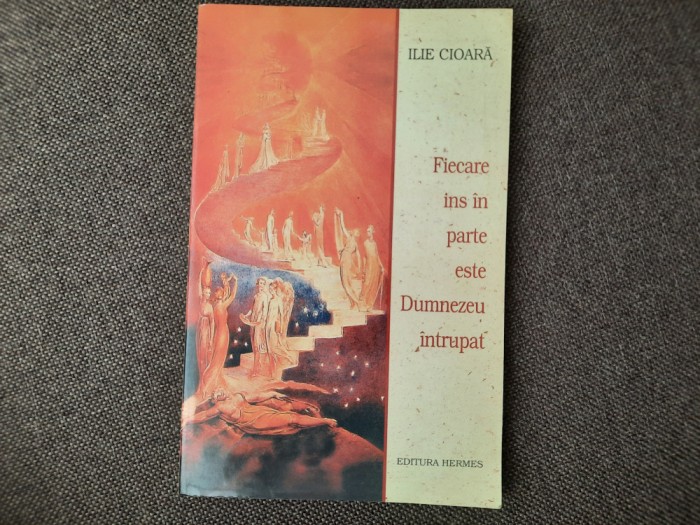 ILIE CIOARĂ
Fiecare
ins în
parte
este
Dumnezeu
întrupat
EDITURA HERMES